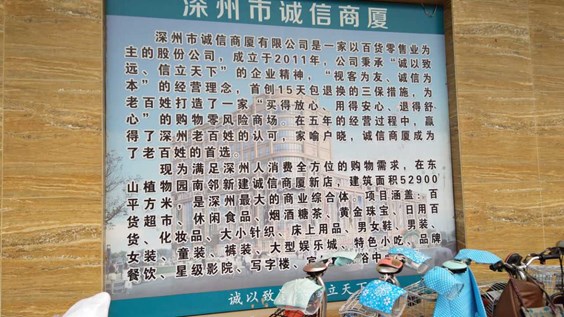 深州市诚信商厦
深州市诚信商厦有限公司是一家以百货零售业为
主的股份公司，成立于2011年，公司秉承“诚以致
远、信立天下”的企业精神，“视客为友、诚信为
本”的经营理念，首创15天包退换的三保措施，为
老百姓打造了一家“买得放心、用得安心、退得舒
心”的购物零风险商场。在五年的经营过程中，赢
得了深州老百姓的认可，家喻户晓，诚信商厦成为
了老百姓的首选。
现为满足深州人消费全方位的购物需求，在东
山植物园南邻新建诚信商厦新店，建筑面积52900
平方米，是深州最大的商业综合体。项目涵盖：百
货超市、休闲食品、烟酒糖茶、黄金珠宝、日用百
货、化妆品、大小针织、床上用品、男女鞋、男装、
女装、童装、裤装、大型娱乐城、特色小吃、品牌
餐饮、星级影院、写字楼、
诚以致 立天下